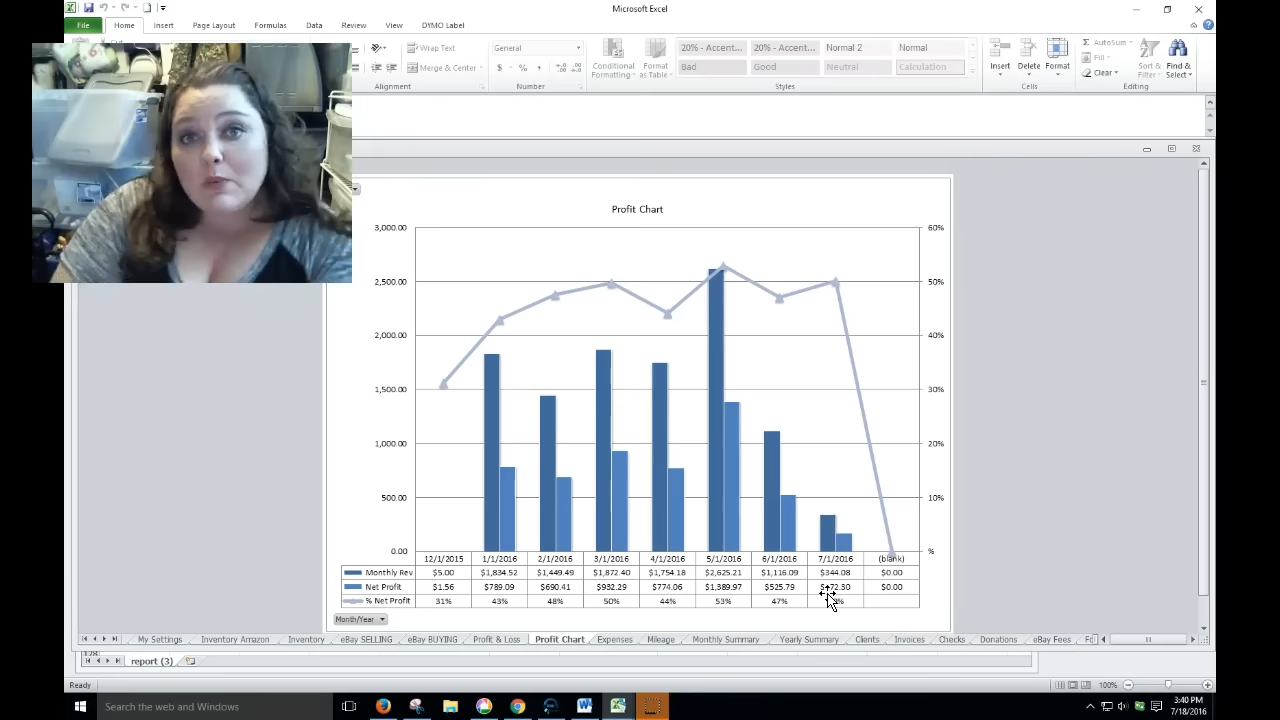 Microsoft Excel
File Home Insert Page Layout Formulas Data Review View DYMO Label
Wrap Text General 20% - Accent... 20% - Accent... Normal 2 Normal AutoSum
Merge & Center $ % , Conditional Formatting Format as Table Bad Good Neutral Calculation Insert Delete Format Fill Clear Sort & Filter Find & Select
Alignment Number Styles Cells Editing
Profit Chart
3,000.00 60%
2,500.00 50%
2,000.00 40%
1,500.00 30%
1,000.00 20%
500.00 10%
0.00 %
12/1/2015 1/1/2016 2/1/2016 3/1/2016 4/1/2016 5/1/2016 6/1/2016 7/1/2016 (blank)
Monthly Rev $5.00 $1,834.52 $1,449.49 $1,872.40 $1,754.18 $2,625.21 $1,116.09 $344.08 $0.00
Net Profit $1.56 $789.09 $690.41 $932.29 $774.06 $1,389.97 $525.79 $0.00
% Net Profit 31% 43% 48% 50% 44% 53% 47%
Month/Year
My Settings Inventory Amazon Inventory eBay SELLING eBay BUYING Profit & Loss Profit Chart Expenses Mileage Monthly Summary Yearly Summary Clients Invoices Checks Donations eBay Fees
report (3)
Ready 100%
Search the web and Windows
3:40 PM
7/18/2016